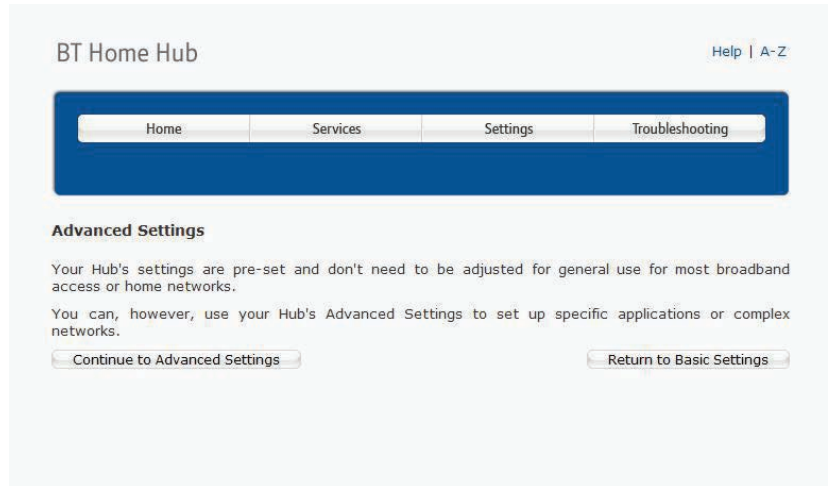 BT Home Hub
Help | A-Z
Home Services Settings Troubleshooting
Advanced Settings
Your Hub's settings are pre-set and don't need to be adjusted for general use for most broadband
access or home networks.
You can, however, use your Hub's Advanced Settings to set up specific applications or complex
networks.
Continue to Advanced Settings Return to Basic Settings